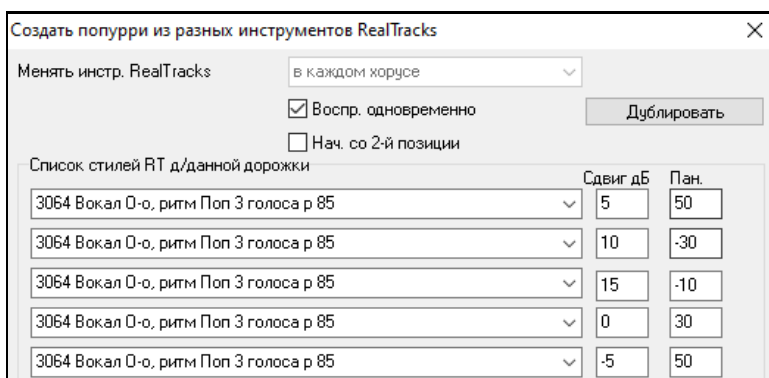 Создать попурри из разных инструментов RealTracks
Менять инстр. RealTracks в каждом хорусе
Воспр. одновременно Дублировать
Нач. со 2-й позиции
Список стилей RT д/данной дорожки Сдвиг дБ Пан.
3064 Вокал О-о, ритм Поп 3 голоса р 85 5 50
3064 Вокал О-о, ритм Поп 3 голоса р 85 10 -30
3064 Вокал О-о, ритм Поп 3 голоса р 85 15 -10
3064 Вокал О-о, ритм Поп 3 голоса р 85 0 30
3064 Вокал О-о, ритм Поп 3 голоса р 85 -5 50